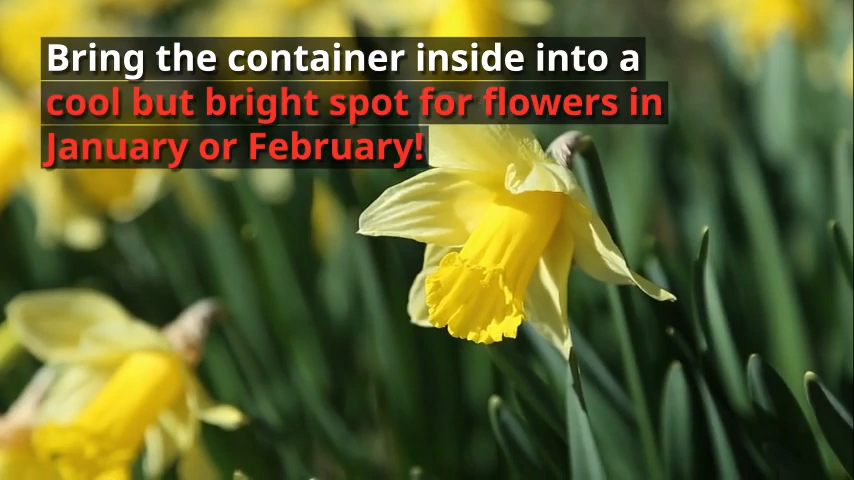 Bring the container inside into a
cool but bright spot for flowers in
January or February!